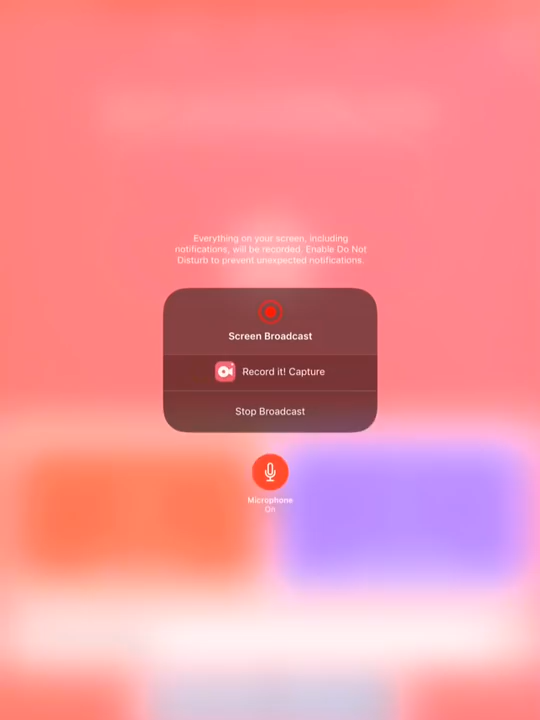 Everything on your screen, including
notifications, will be recorded. Enable Do Not
Disturb to prevent unexpected notifications.
Screen Broadcast
Record it! Capture
Stop Broadcast
Microphone
On